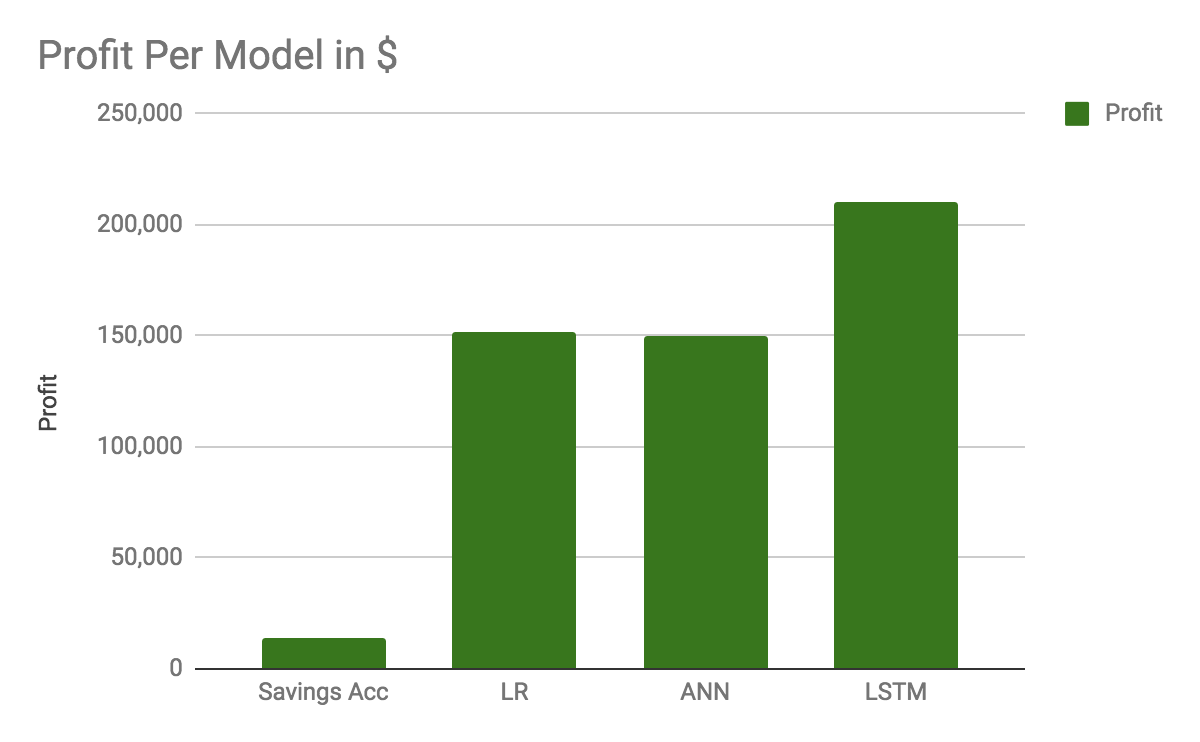 Profit Per Model in $
250,000
Profit
200,000
150,000
100,000
50,000
0
Profit
Savings Acc
LR
ANN
LSTM